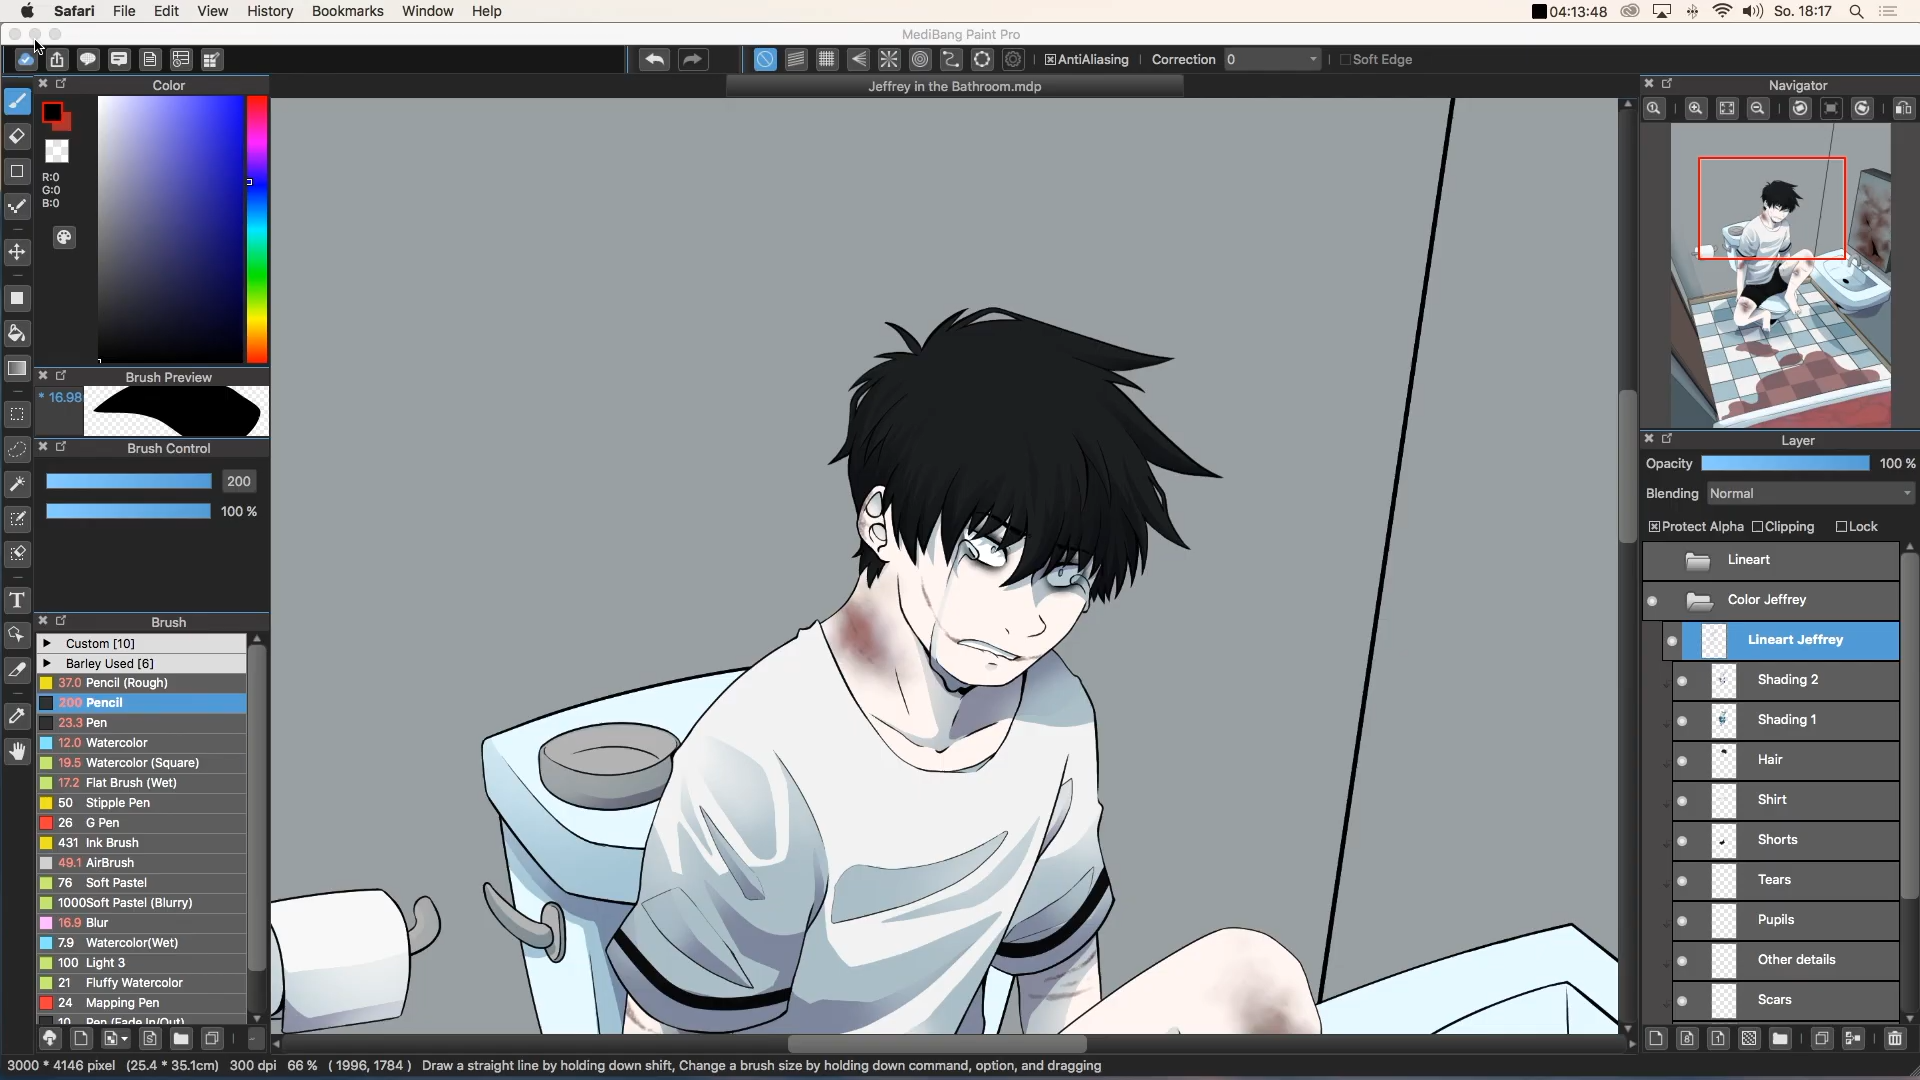 Safari File Edit View History Bookmarks Window Help 04:13:48 So. 18:17
MediBang Paint Pro
AntiAliasing Correction 0 Soft Edge
Color
Jeffrey in the Bathroom.mdp
Navigator
R:0
G:0
B:0
Brush Preview
* 16.98
Brush Control
200
100 %
Brush
Custom [10]
Barley Used [6]
37.0 Pencil (Rough)
200 Pencil
23.3 Pen
12.0 Watercolor
19.5 Watercolor (Square)
17.2 Flat Brush (Wet)
50 Stipple Pen
26 G Pen
431 Ink Brush
49.1 AirBrush
76 Soft Pastel
1000 Soft Pastel (Blurry)
16.9 Blur
7.9 Watercolor(Wet)
100 Light 3
21 Fluffy Watercolor
24 Mapping Pen
10 Pen (Fade In/Out)
Layer
Opacity 100 %
Blending Normal
Protect Alpha Clipping Lock
Lineart
Color Jeffrey
Lineart Jeffrey
Shading 2
Shading 1
Hair
Shirt
Shorts
Tears
Pupils
Other details
Scars
3000 * 4146 pixel (25.4 * 35.1cm) 300 dpi 66 % ( 1996, 1784 ) Draw a straight line by holding down shift, Change a brush size by holding down command, option, and dragging